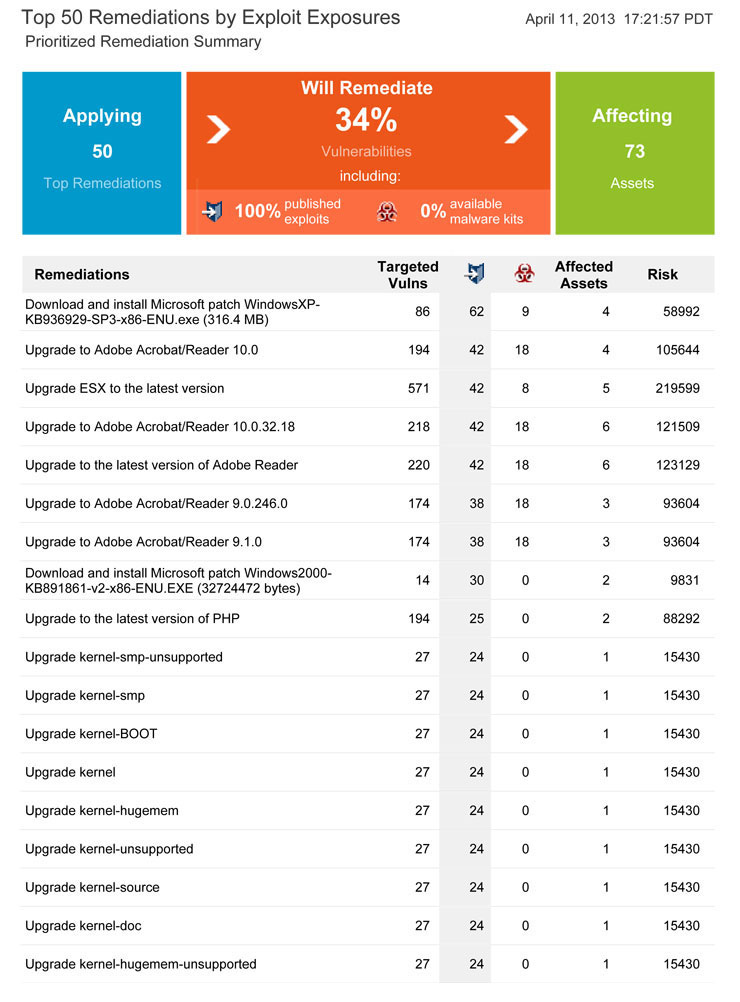 Top 50 Remediations by Exploit Exposures
April 11, 2013 17:21:57 PDT
Prioritized Remediation Summary
Applying
50
Top Remediations
Will Remediate
34%
Vulnerabilities
including:
100% published exploits
0% available malware kits
Affecting
73
Assets
Remediations Targeted Vulns Affected Assets Risk
Download and install Microsoft patch WindowsXP-
KB936929-SP3-x86-ENU.exe (316.4 MB) 86 62 9 4 58992
Upgrade to Adobe Acrobat/Reader 10.0 194 42 18 4 105644
Upgrade ESX to the latest version 571 42 8 5 219599
Upgrade to Adobe Acrobat/Reader 10.0.32.18 218 42 18 6 121509
Upgrade to the latest version of Adobe Reader 220 42 18 6 123129
Upgrade to Adobe Acrobat/Reader 9.0.246.0 174 38 18 3 93604
Upgrade to Adobe Acrobat/Reader 9.1.0 174 38 18 3 93604
Download and install Microsoft patch Windows2000-
KB891861-v2-x86-ENU.EXE (32724472 bytes) 14 30 0 2 9831
Upgrade to the latest version of PHP 194 25 0 2 88292
Upgrade kernel-smp-unsupported 27 24 0 1 15430
Upgrade kernel-smp 27 24 0 1 15430
Upgrade kernel-BOOT 27 24 0 1 15430
Upgrade kernel 27 24 0 1 15430
Upgrade kernel-hugemem 27 24 0 1 15430
Upgrade kernel-unsupported 27 24 0 1 15430
Upgrade kernel-source 27 24 0 1 15430
Upgrade kernel-doc 27 24 0 1 15430
Upgrade kernel-hugemem-unsupported 27 24 0 1 15430